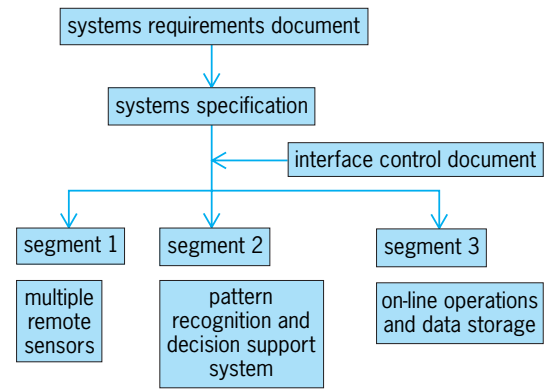 systems requirements document
systems specification
interface control document
segment 1
segment 2
segment 3
multiple
remote
sensors
pattern
recognition and
decision support
system
on-line operations
and data storage